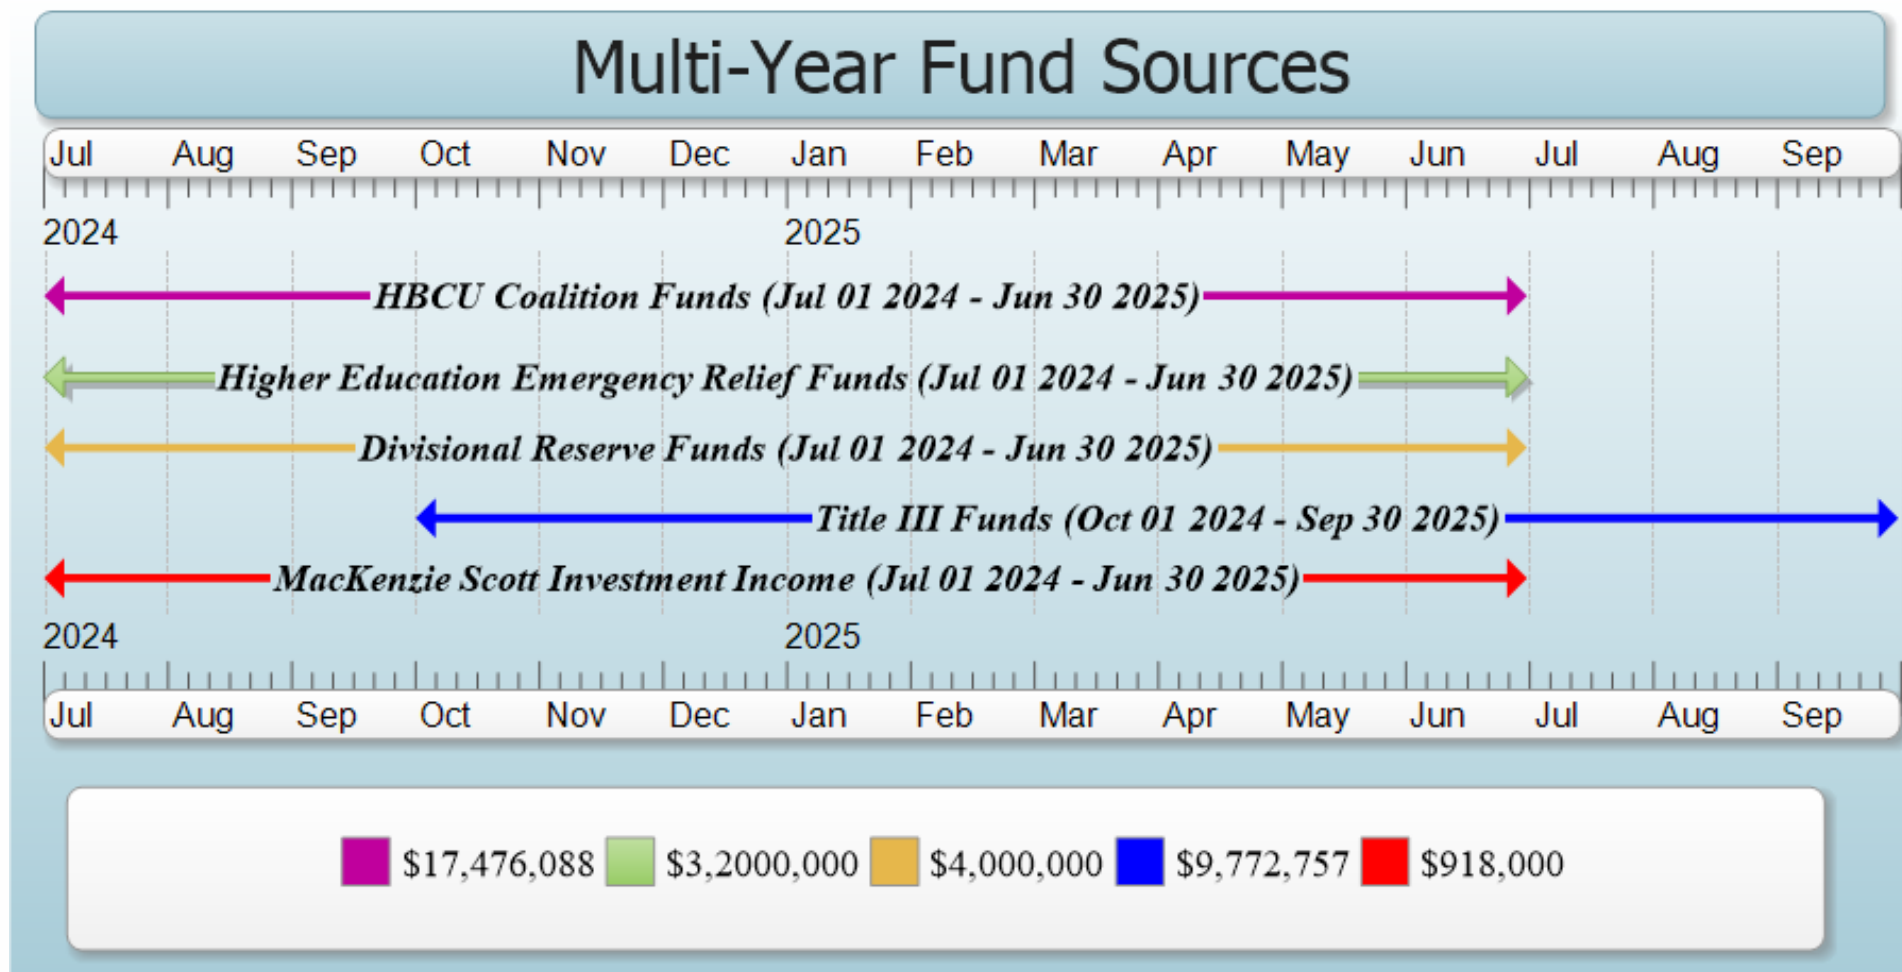 Multi-Year Fund Sources
Jul Aug Sep Oct Nov Dec Jan Feb Mar Apr May Jun Jul Aug Sep
2024 2025
HBCU Coalition Funds (Jul 01 2024 - Jun 30 2025)
Higher Education Emergency Relief Funds (Jul 01 2024 - Jun 30 2025)
Divisional Reserve Funds (Jul 01 2024 - Jun 30 2025)
Title III Funds (Oct 01 2024 - Sep 30 2025)
MacKenzie Scott Investment Income (Jul 01 2024 - Jun 30 2025)
2024 2025
Jul Aug Sep Oct Nov Dec Jan Feb Mar Apr May Jun Jul Aug Sep
$17,476,088 $3,2000,000 $4,000,000 $9,772,757 $918,000